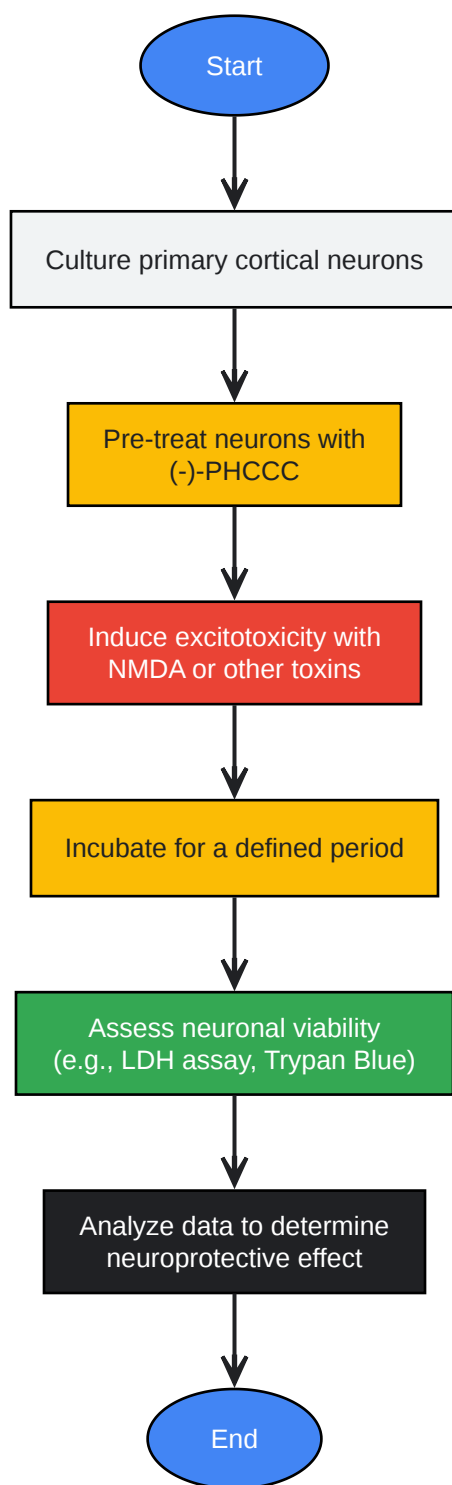 Start
Culture primary cortical neurons
Pre-treat neurons with
(-)-PHCCC
Induce excitotoxicity with
NMDA or other toxins
Incubate for a defined period
Assess neuronal viability
(e.g., LDH assay, Trypan Blue)
Analyze data to determine
neuroprotective effect
End